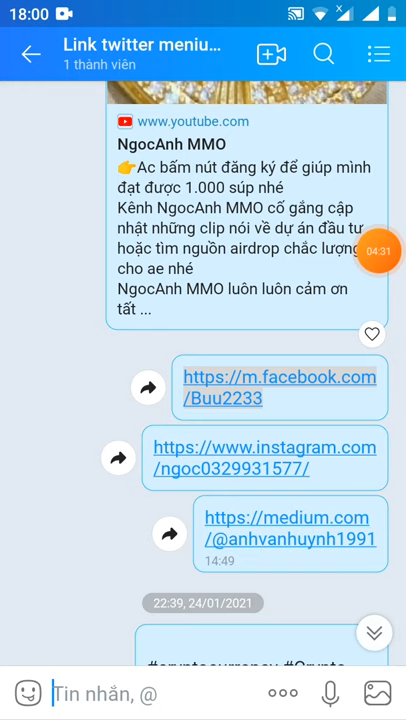 18:00
Link twitter meniu...
1 thành viên
www.youtube.com
NgocAnh MMO
👉Ac bấm nút đăng ký để giúp mình
đạt được 1.000 súp nhé
Kênh NgocAnh MMO cố gắng cập
nhật những clip nói về dự án đầu tư
hoặc tìm nguồn airdrop chắc lượng
cho ae nhé
NgocAnh MMO luôn luôn cảm ơn
tất ...
04:31
https://m.facebook.com
/Buu2233
https://www.instagram.com
/ngoc0329931577/
https://medium.com
/@anhvanhuynh1991
14:49
22:39, 24/01/2021
#cryptocurrency #Crypto
Tin nhắn, @